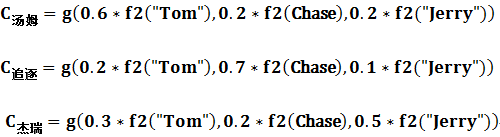 C汤姆 = g(0.6 * f2("Tom"),0.2 * f2(Chase),0.2 * f2("Jerry"))
C追逐 = g(0.2 * f2("Tom"),0.7 * f2(Chase),0.1 * f2("Jerry"))
C杰瑞 = g(0.3 * f2("Tom"),0.2 * f2(Chase),0.5 * f2("Jerry"))